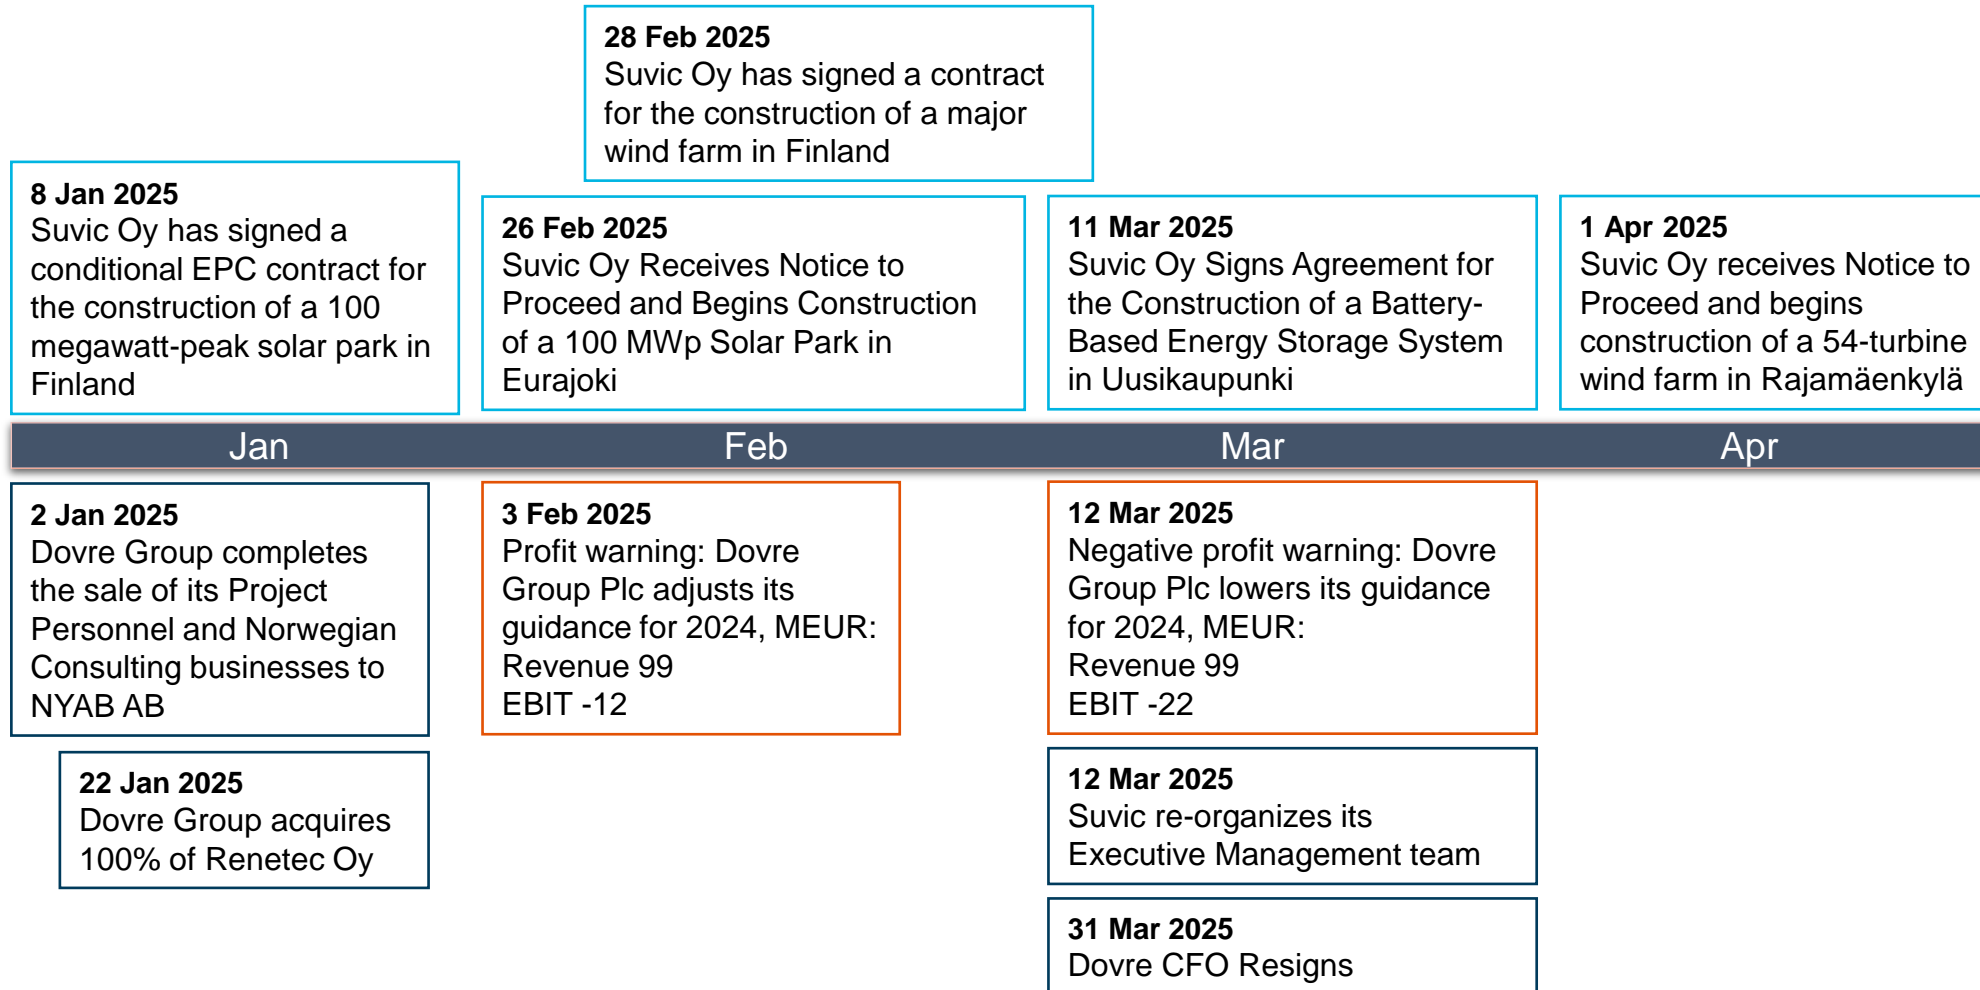 28 Feb 2025
Suvic Oy has signed a contract
for the construction of a major
wind farm in Finland
8 Jan 2025
Suvic Oy has signed a
conditional EPC contract for
the construction of a 100
megawatt-peak solar park in
Finland
26 Feb 2025
Suvic Oy Receives Notice to
Proceed and Begins Construction
of a 100 MWp Solar Park in
Eurajoki
11 Mar 2025
Suvic Oy Signs Agreement for
the Construction of a Battery-
Based Energy Storage System
in Uusikaupunki
1 Apr 2025
Suvic Oy receives Notice to
Proceed and begins
construction of a 54-turbine
wind farm in Rajamäenkylä
Jan
Feb
Mar
Apr
2 Jan 2025
Dovre Group completes
the sale of its Project
Personnel and Norwegian
Consulting businesses to
NYAB AB
22 Jan 2025
Dovre Group acquires
100% of Renetec Oy
3 Feb 2025
Profit warning: Dovre
Group Plc adjusts its
guidance for 2024, MEUR:
Revenue 99
EBIT -12
12 Mar 2025
Negative profit warning: Dovre
Group Plc lowers its guidance
for 2024, MEUR:
Revenue 99
EBIT -22
12 Mar 2025
Suvic re-organizes its
Executive Management team
31 Mar 2025
Dovre CFO Resigns